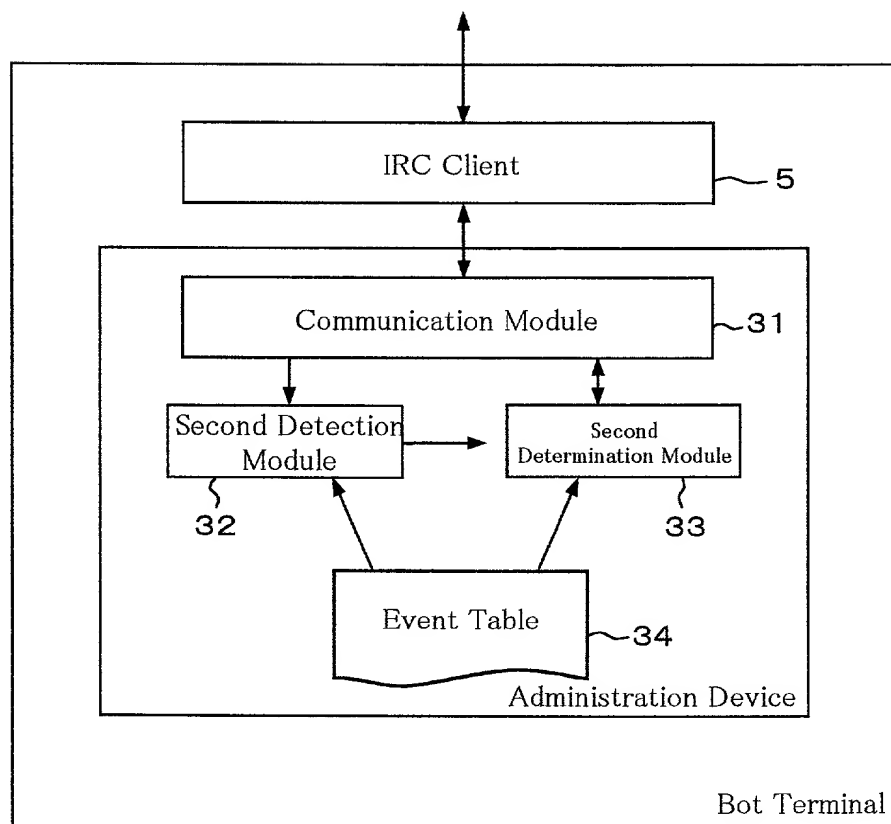 IRC Client
5
Communication Module
31
Second Detection
Module
Second
Determination Module
32
33
Event Table
34
Administration Device
Bot Terminal